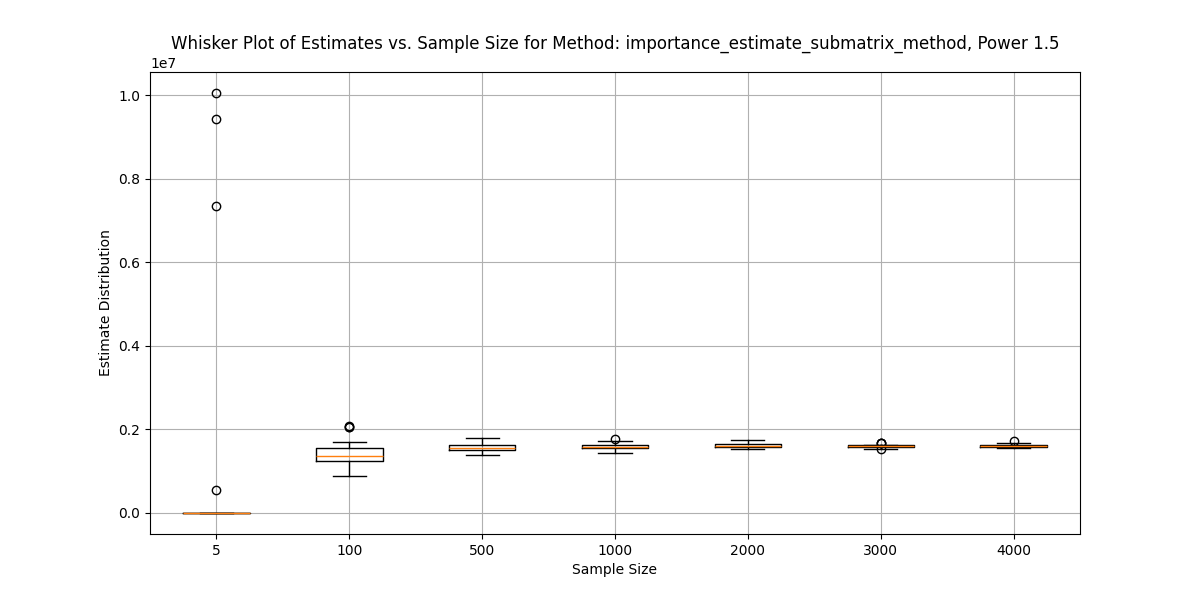 Whisker Plot of Estimates vs. Sample Size for Method: importance_estimate_submatrix_method, Power 1.5
1e7
1.0
0.8
0.6
0.4
0.2
0.0
Estimate Distribution
5 100 500 1000 2000 3000 4000
Sample Size